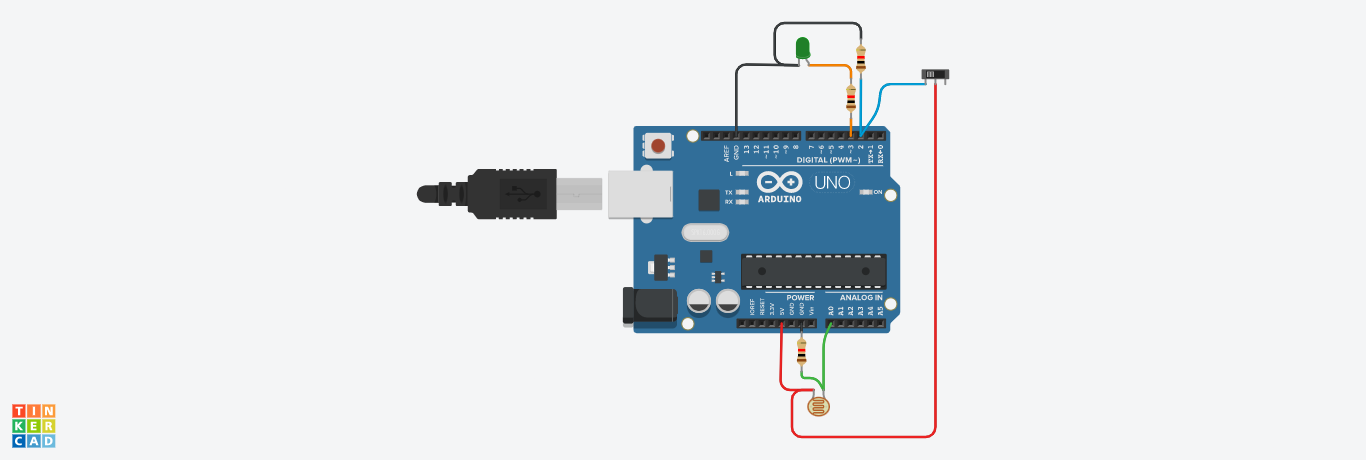 AREF
GND
13
12
~11
~10
~9
8
7
~6
~5
4
~3
2
TX→1
RX←0
DIGITAL (PWM~)
L
TX
RX
UNO
ON
ARDUINO
POWER
ANALOG IN
IOREF
RESET
3.3V
5V
GND
GND
Vin
A0
A1
A2
A3
A4
A5
TIN
KER
CAD